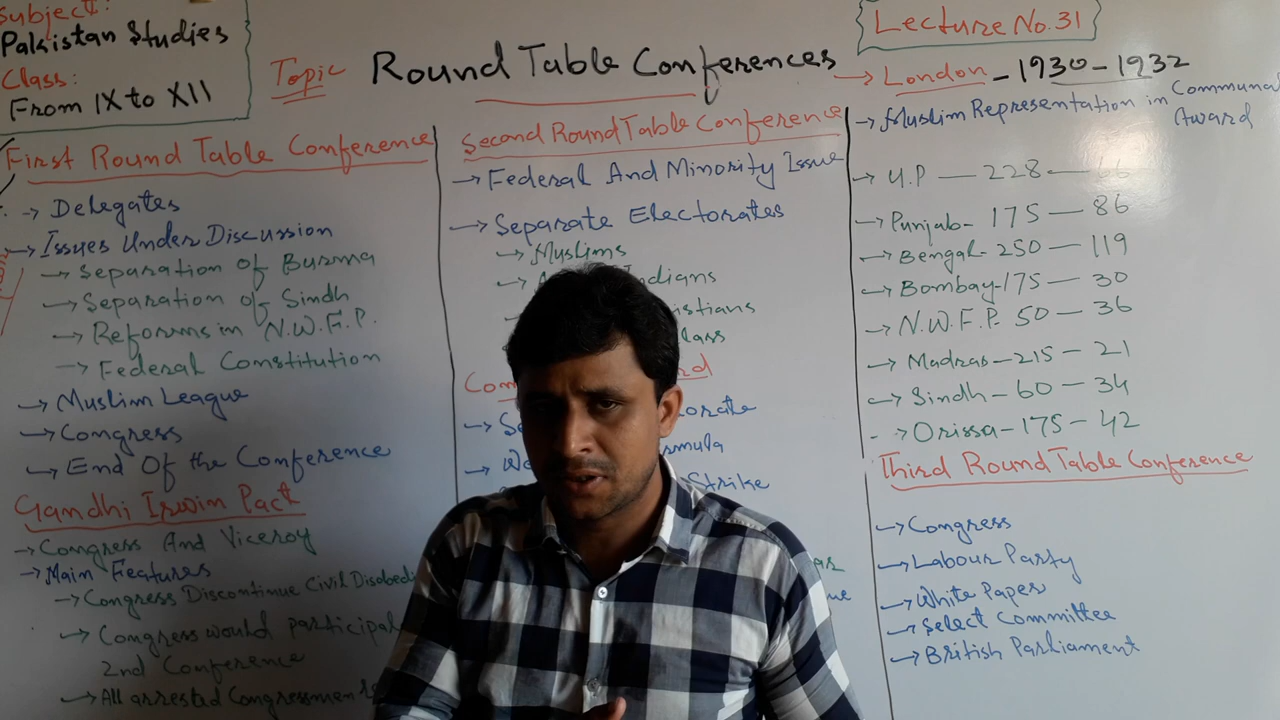 Subject:
Pakistan Studies
Class:
From IX to XII
Topic Round Table Conferences
Lecture No. 31
→ London - 1930 - 1932
First Round Table Conference
→ Delegates
→ Issues Under Discussion
→ Separation of Burma
→ Separation of Sindh
→ Reforms in N.W.F.P.
→ Federal Constitution
→ Muslim League
→ Congress
→ End Of the Conference
Gandhi Irwin Pact
→ Congress And Viceroy
→ Main Features
→ Congress Discontinue Civil
→ Congress would
2nd Conference
→ All arrested Congressmen
Second Round Table Conference
→ Federal And Minority Issue
→ Separate Electorates
→ Muslims
Strike
→ Muslim Representation in Communal
Award
→ U.P — 228 — 66
→ Punjab - 175 — 86
→ Bengal - 250 — 119
→ Bombay - 175 — 30
→ N.W.F.P. 50 — 36
→ Madras — 215 — 21
→ Sindh — 60 — 34
→ Orissa — 175 — 42
Third Round Table Conference
→ Congress
→ Labour Party
→ White Paper
→ Select Committee
→ British Parliament